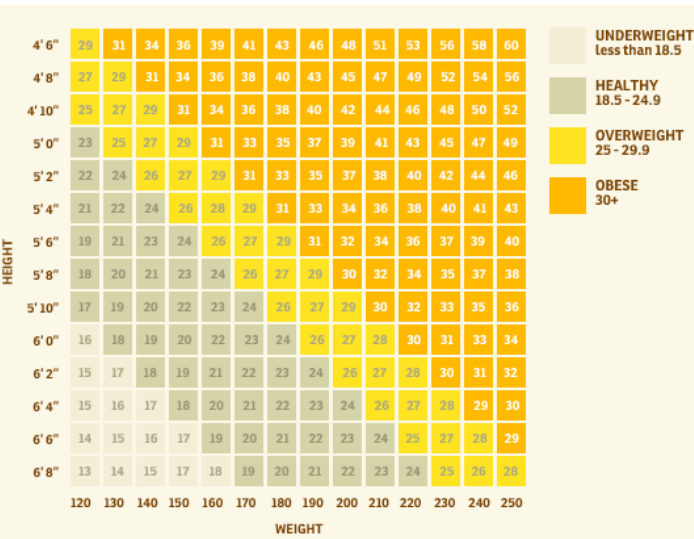 4'6" 29 31 34 36 39 41 43 46 48 51 53 56 58 60
4'8" 27 29 31 34 36 38 40 43 45 47 49 52 54 56
4'10" 25 27 29 31 34 36 38 40 42 44 46 48 50 52
5'0" 23 25 27 29 31 33 35 37 39 41 43 45 47 49
5'2" 22 24 26 27 29 31 33 35 37 38 40 42 44 46
5'4" 21 22 24 26 28 29 31 33 34 36 38 40 41 43
5'6" 19 21 23 24 26 27 29 31 32 34 36 37 39 40
5'8" 18 20 21 23 24 26 27 29 30 32 34 35 37 38
5'10" 17 19 20 22 23 24 26 27 29 30 32 33 35 36
6'0" 16 18 19 20 22 23 24 26 27 28 30 31 33 34
6'2" 15 17 18 19 21 22 23 24 26 27 28 30 31 32
6'4" 15 16 17 18 20 21 22 23 24 26 27 28 29 30
6'6" 14 15 16 17 19 20 21 22 23 24 25 27 28 29
6'8" 13 14 15 17 18 19 20 21 22 23 24 25 26 28
120 130 140 150 160 170 180 190 200 210 220 230 240 250
HEIGHT
WEIGHT
UNDERWEIGHT
less than 18.5
HEALTHY
18.5 - 24.9
OVERWEIGHT
25 - 29.9
OBESE
30+